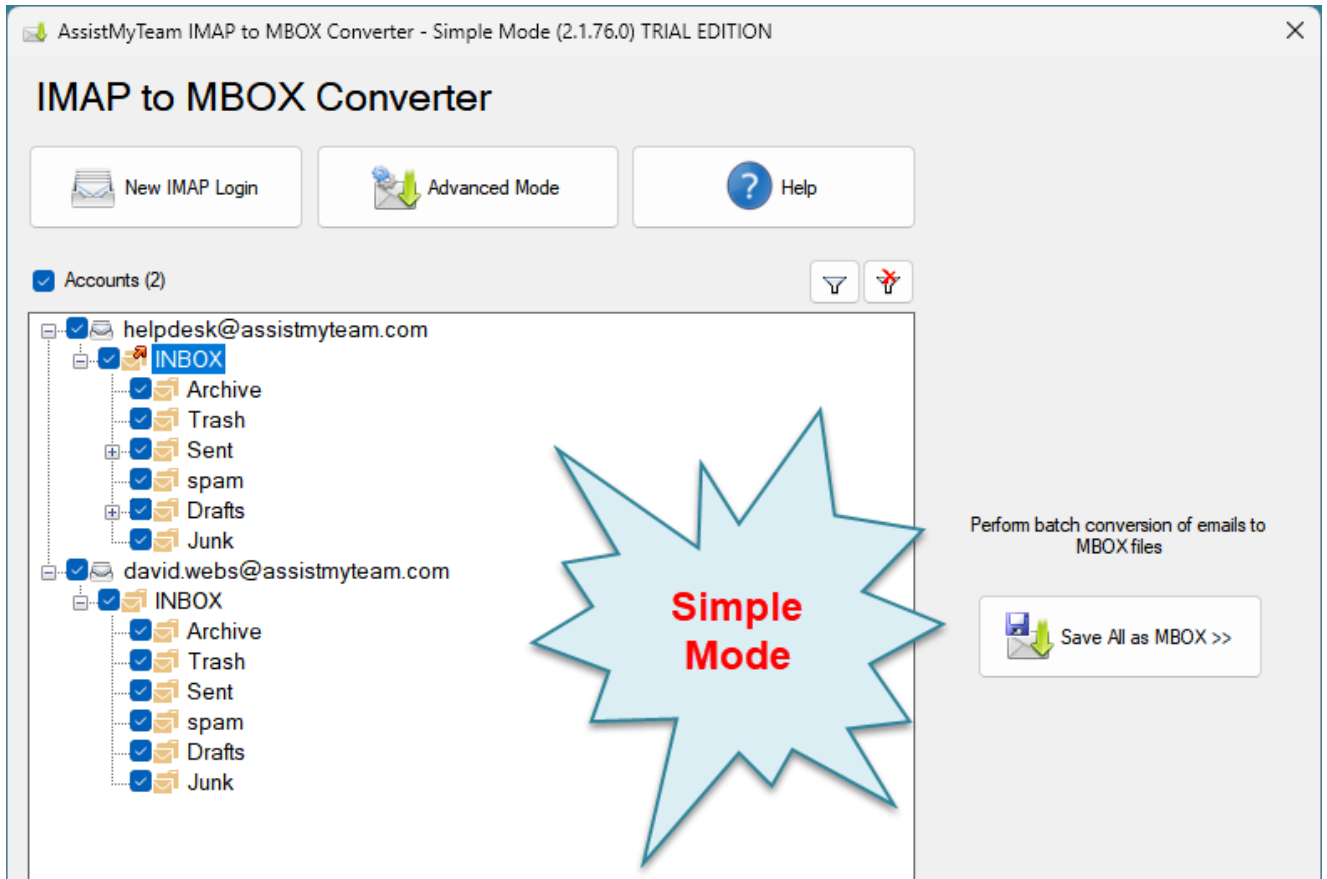 AssistMyTeam IMAP to MBOX Converter - Simple Mode (2.1.76.0) TRIAL EDITION
IMAP to MBOX Converter
New IMAP Login
Advanced Mode
Help
Accounts (2)
helpdesk@assistmyteam.com
INBOX
Archive
Trash
Sent
spam
Drafts
Junk
david.webs@assistmyteam.com
INBOX
Archive
Trash
Sent
spam
Drafts
Junk
Simple
Mode
Perform batch conversion of emails to
MBOX files
Save All as MBOX >>